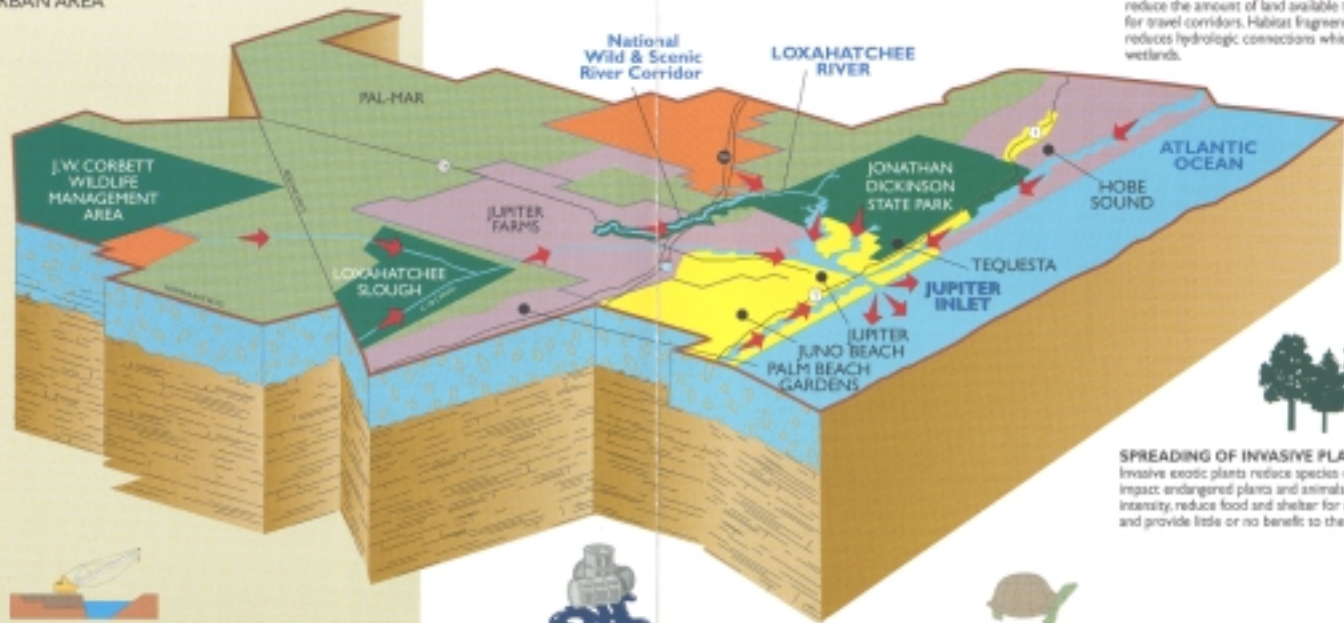 RBAN AREA
reduce the amount of land available
for travel corridors. Habitat fragmen
reduces hydrologic connections whi
wetlands.
National
Wild & Scenic
River Corridor
LOXAHATCHEE
RIVER
PAL-MAR
J.W. CORBETT
WILDLIFE
MANAGEMENT
AREA
JONATHAN
DICKINSON
STATE PARK
ATLANTIC
OCEAN
HOBE
SOUND
JUPITER
FARMS
LOXAHATCHEE
SLOUGH
TEQUESTA
JUPITER
INLET
JUPITER
JUNO BEACH
PALM BEACH
GARDENS
SPREADING OF INVASIVE PLA
Invasive exotic plants reduce species
impact endangered plants and animals
intensity, reduce food and shelter for
and provide little or no benefit to the